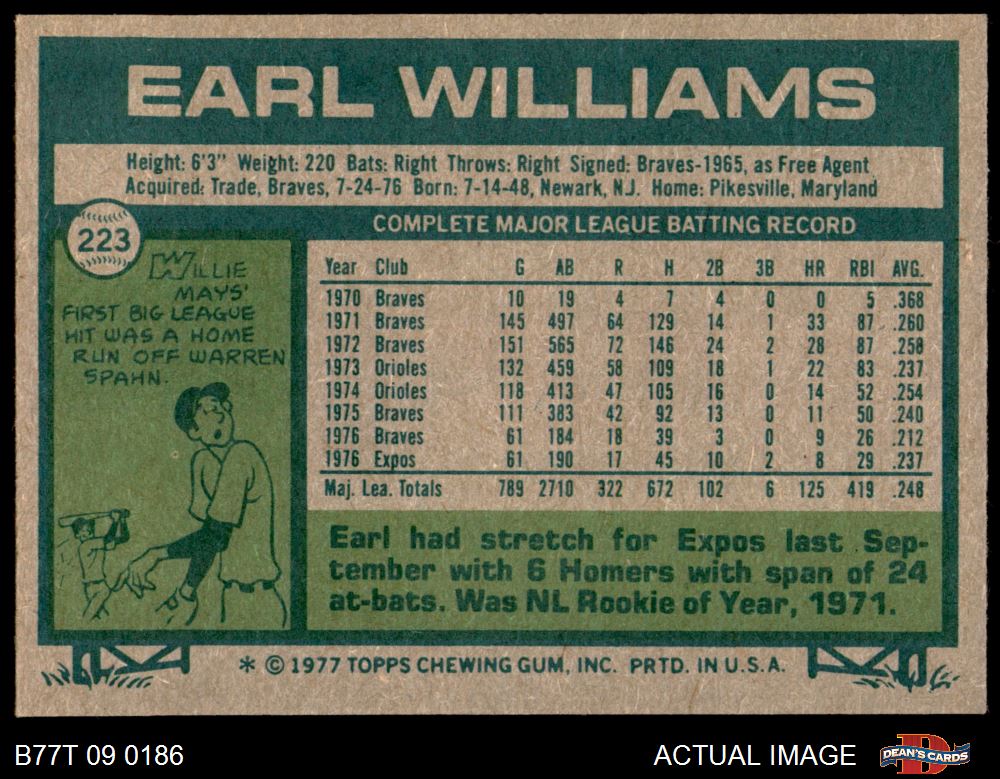 EARL WILLIAMS
Height: 6'3" Weight: 220 Bats: Right Throws: Right Signed: Braves-1965, as Free Agent
Acquired: Trade, Braves, 7-24-76 Born: 7-14-48, Newark, N.J. Home: Pikesville, Maryland
223
WILLIE
MAYS'
FIRST BIG LEAGUE
HIT WAS A HOME
RUN OFF WARREN
SPAHN.
COMPLETE MAJOR LEAGUE BATTING RECORD
Year Club G AB R H 2B 3B HR RBI AVG.
1970 Braves 10 19 4 7 4 0 0 5 .368
1971 Braves 145 497 64 129 14 1 33 87 .260
1972 Braves 151 565 72 146 24 2 28 87 .258
1973 Orioles 132 459 58 109 18 1 22 83 .237
1974 Orioles 118 413 47 105 16 0 14 52 .254
1975 Braves 111 383 42 92 13 0 11 50 .240
1976 Braves 61 184 18 39 3 0 9 26 .212
1976 Expos 61 190 17 45 10 2 8 29 .237
Maj. Lea. Totals 789 2710 322 672 102 6 125 419 .248
Earl had stretch for Expos last Sep-
tember with 6 Homers with span of 24
at-bats. Was NL Rookie of Year, 1971.
* © 1977 TOPPS CHEWING GUM, INC. PRTD. IN U.S.A.
B77T 09 0186
ACTUAL IMAGE
DEAN'S CARDS